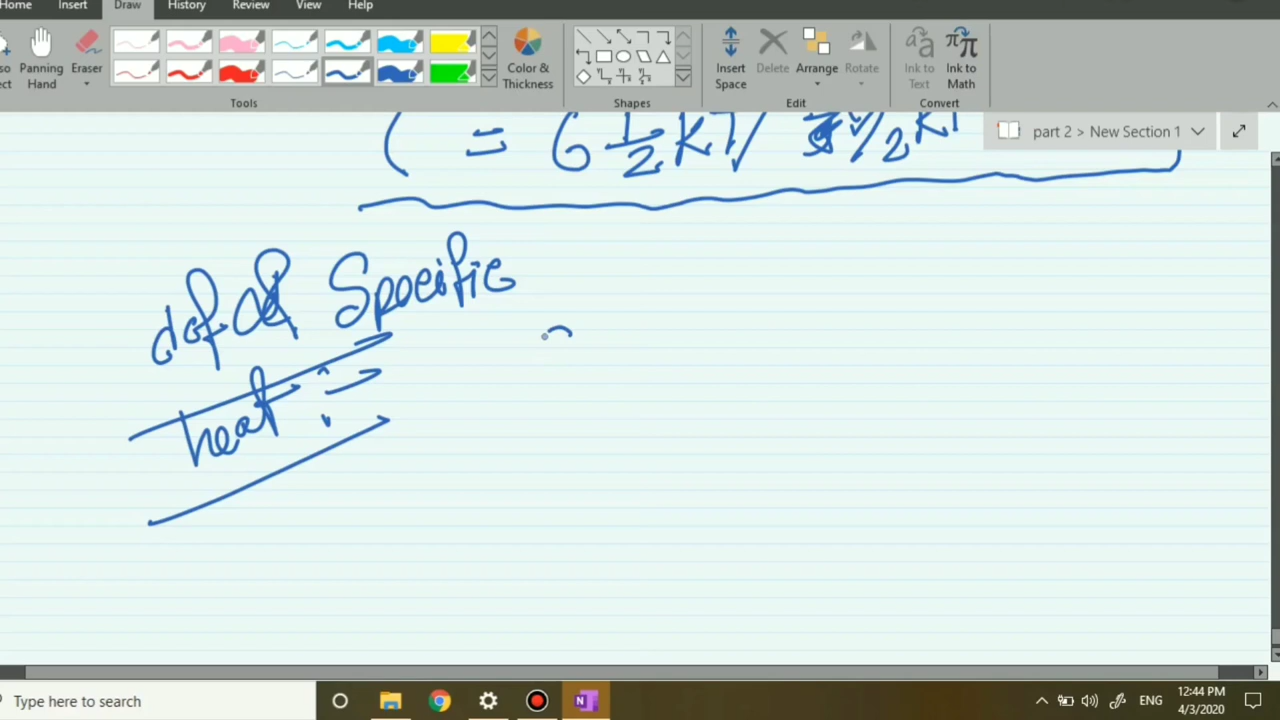 Home Insert Draw History Review View Help
Panning Hand
Eraser
Color & Thickness
Insert Space
Delete
Arrange
Rotate
Ink to Text
Ink to Math
Tools
Shapes
Edit
Convert
part 2 > New Section 1
( = 6 1/2 kT/
dof & Specific
heat :
Type here to search
ENG
12:44 PM
4/3/2020